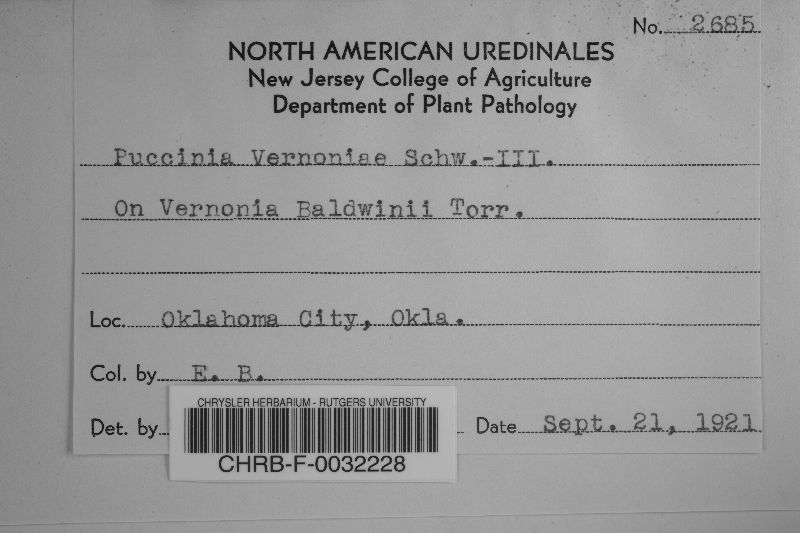 No. 2685
NORTH AMERICAN UREDINALES
New Jersey College of Agriculture
Department of Plant Pathology
Puccinia Vernoniae Schw.-III.
On Vernonia Baldwinii Torr.
Loc. Oklahoma City, Okla.
Col. by E. B.
Det. by
Date Sept. 21, 1921
CHRYSLER HERBARIUM - RUTGERS UNIVERSITY
CHRB-F-0032228